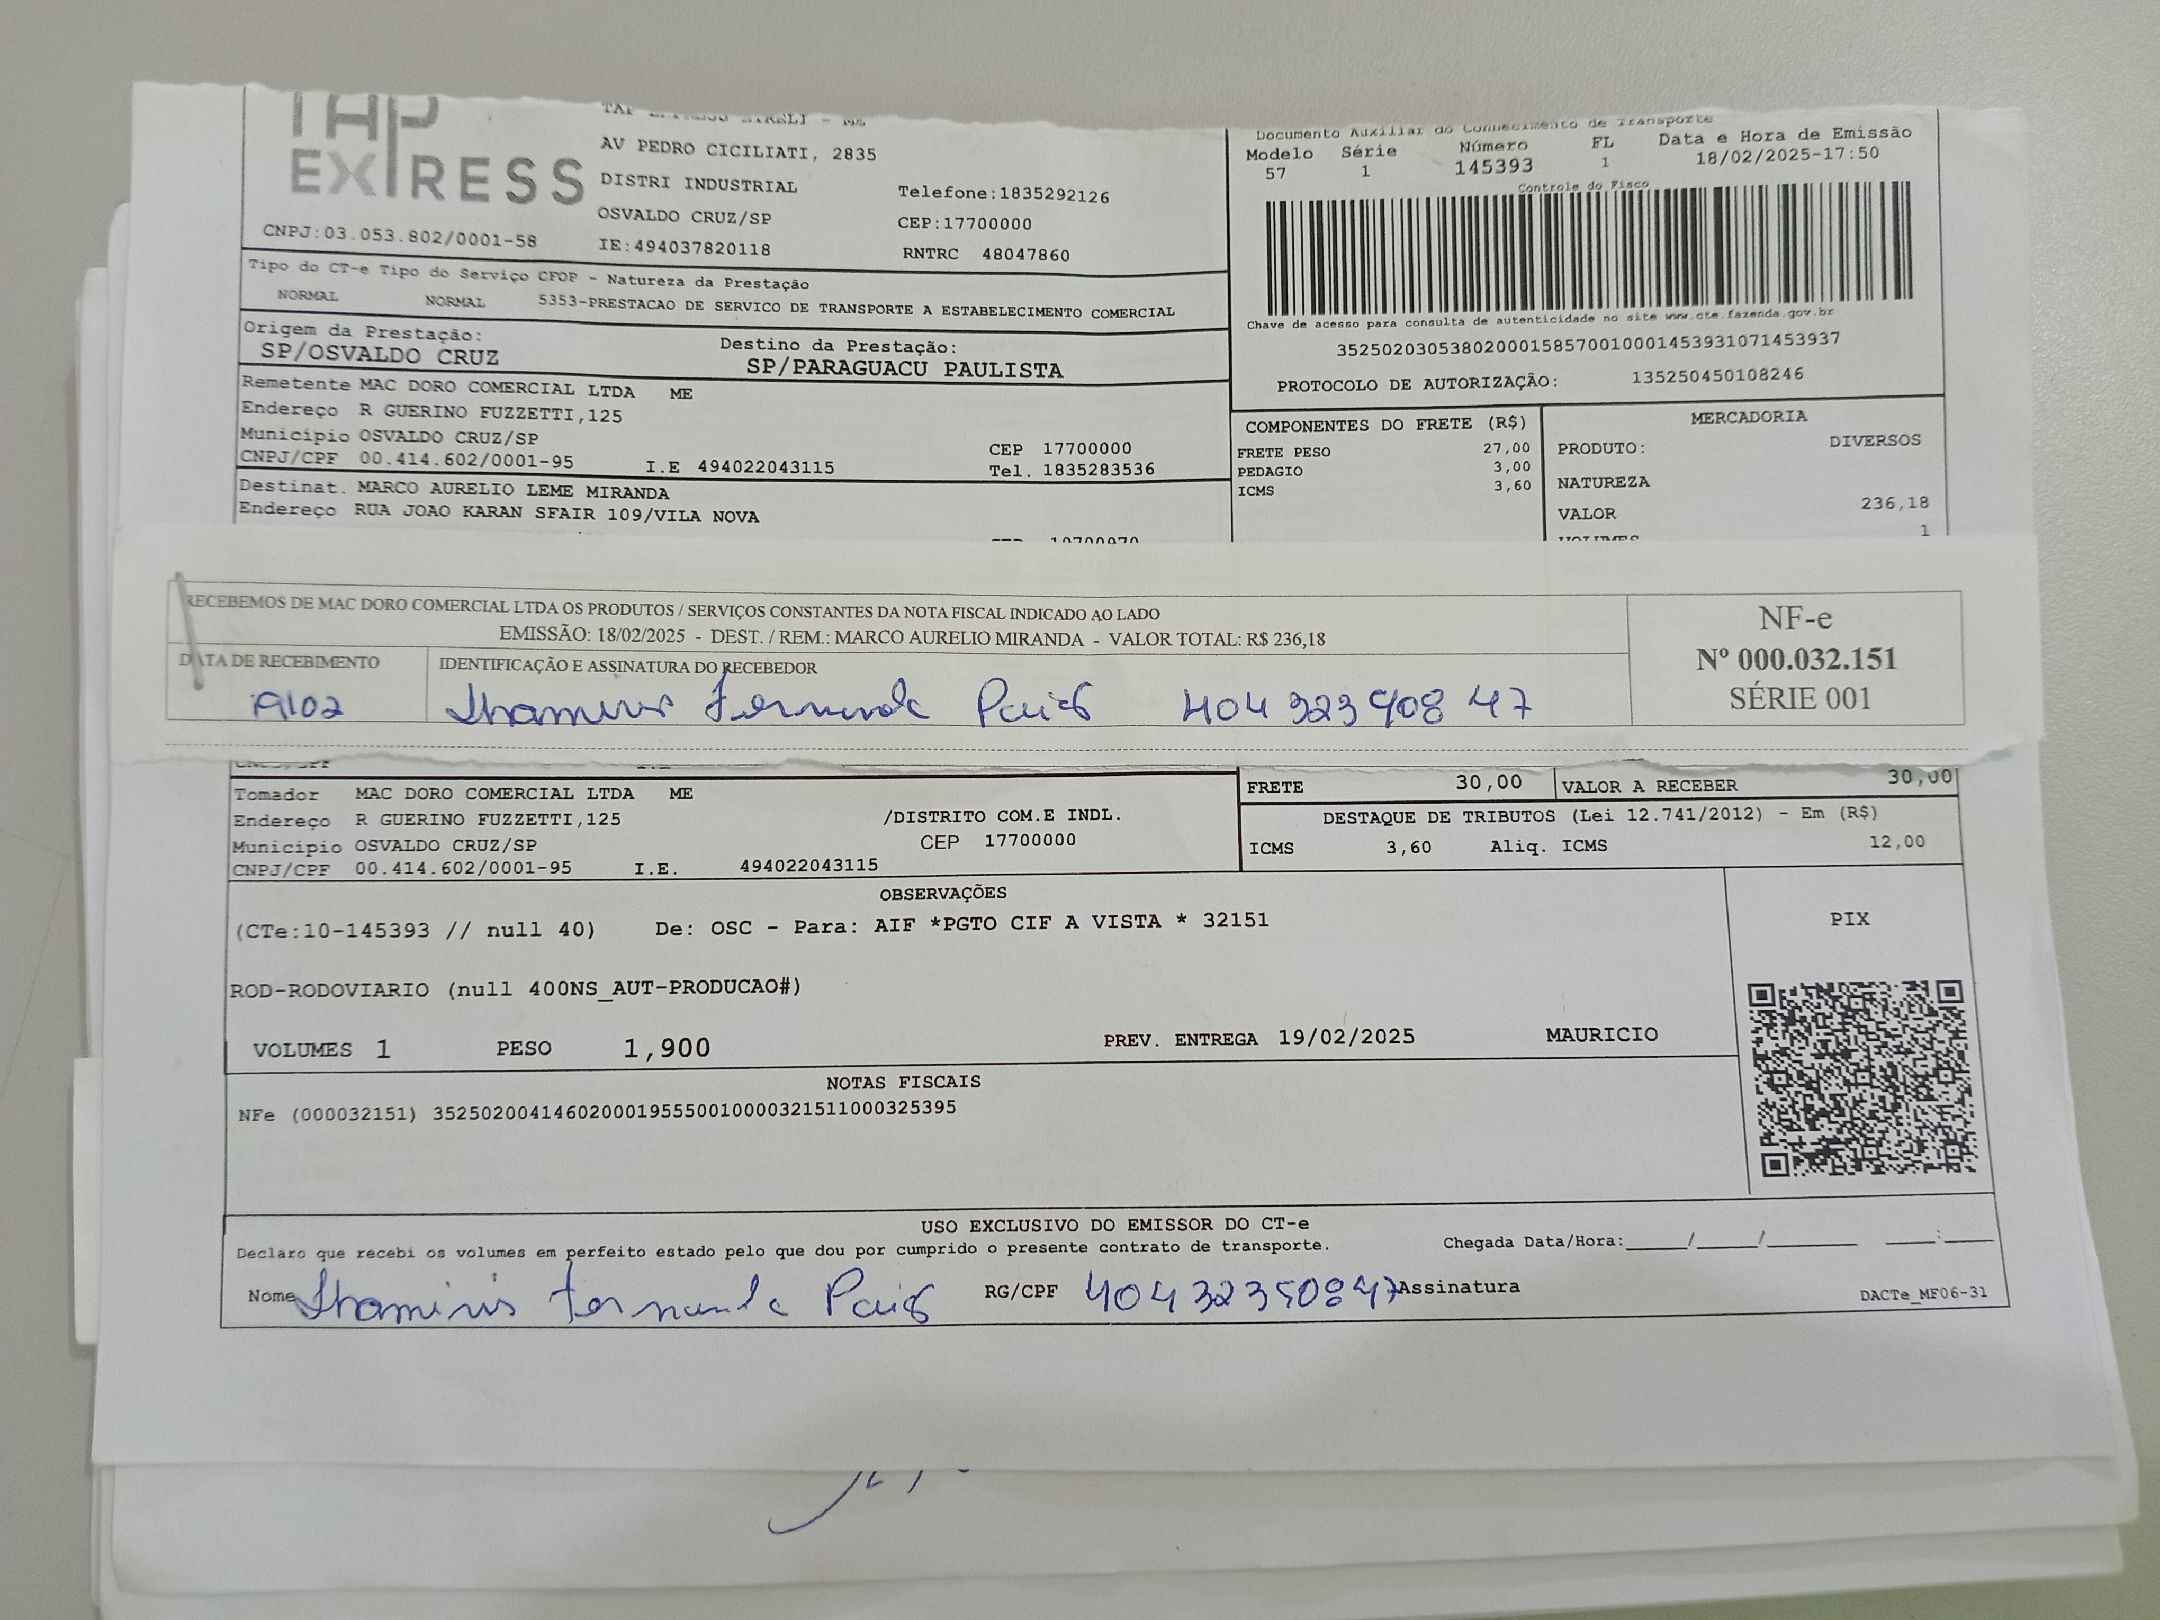 TAP
EXPRESS
AV PEDRO CICILIATI, 2835
DISTRI INDUSTRIAL
Telefone:1835292126
OSVALDO CRUZ/SP
CEP:17700000
CNPJ:03.053.802/0001-58
IE:494037820118
RNTRC 48047860
Documento Auxiliar do Conhecimento de Transporte
Modelo Série Número FL Data e Hora de Emissão
57 1 145393 1 18/02/2025-17:50
Controle do Fisco
Chave de acesso para consulta de autenticidade no site www.cte.fazenda.gov.br
35250203053802000158570010001453931071453937
PROTOCOLO DE AUTORIZAÇÃO: 135250450108246
Tipo do CT-e Tipo do Serviço CFOP - Natureza da Prestação
NORMAL NORMAL 5353-PRESTACAO DE SERVICO DE TRANSPORTE A ESTABELECIMENTO COMERCIAL
Origem da Prestação: Destino da Prestação:
SP/OSVALDO CRUZ SP/PARAGUACU PAULISTA
Remetente MAC DORO COMERCIAL LTDA ME
Endereço R GUERINO FUZZETTI,125
Município OSVALDO CRUZ/SP CEP 17700000
CNPJ/CPF 00.414.602/0001-95 I.E 494022043115 Tel. 1835283536
Destinat. MARCO AURELIO LEME MIRANDA
Endereço RUA JOAO KARAN SFAIR 109/VILA NOVA
COMPONENTES DO FRETE (R$)
FRETE PESO 27,00
PEDAGIO 3,00
ICMS 3,60
MERCADORIA
PRODUTO: DIVERSOS
NATUREZA
VALOR 236,18
VOLUMES 1
RECEBEMOS DE MAC DORO COMERCIAL LTDA OS PRODUTOS / SERVIÇOS CONSTANTES DA NOTA FISCAL INDICADO AO LADO
EMISSÃO: 18/02/2025 - DEST. / REM.: MARCO AURELIO MIRANDA - VALOR TOTAL: R$ 236,18
DATA DE RECEBIMENTO IDENTIFICAÇÃO E ASSINATURA DO RECEBEDOR
19/02 Thamiris Fernanda 404 323 908 47
NF-e
Nº 000.032.151
SÉRIE 001
Tomador MAC DORO COMERCIAL LTDA ME
Endereço R GUERINO FUZZETTI,125 /DISTRITO COM.E INDL.
Município OSVALDO CRUZ/SP CEP 17700000
CNPJ/CPF 00.414.602/0001-95 I.E. 494022043115
FRETE 30,00 VALOR A RECEBER 30,00
DESTAQUE DE TRIBUTOS (Lei 12.741/2012) - Em (R$)
ICMS 3,60 Aliq. ICMS 12,00
OBSERVAÇÕES
(CTe:10-145393 // null 40) De: OSC - Para: AIF *PGTO CIF A VISTA * 32151
ROD-RODOVIARIO (null 400NS_AUT-PRODUCAO#)
VOLUMES 1 PESO 1,900 PREV. ENTREGA 19/02/2025 MAURICIO
PIX
NOTAS FISCAIS
NFe (000032151) 35250200414602000195550010000321511000325395
USO EXCLUSIVO DO EMISSOR DO CT-e
Declaro que recebi os volumes em perfeito estado pelo que dou por cumprido o presente contrato de transporte. Chegada Data/Hora:____/____/______ ___:___
Nome Thamiris Fernanda RG/CPF 40432390847 Assinatura
DACTe_MF06-31